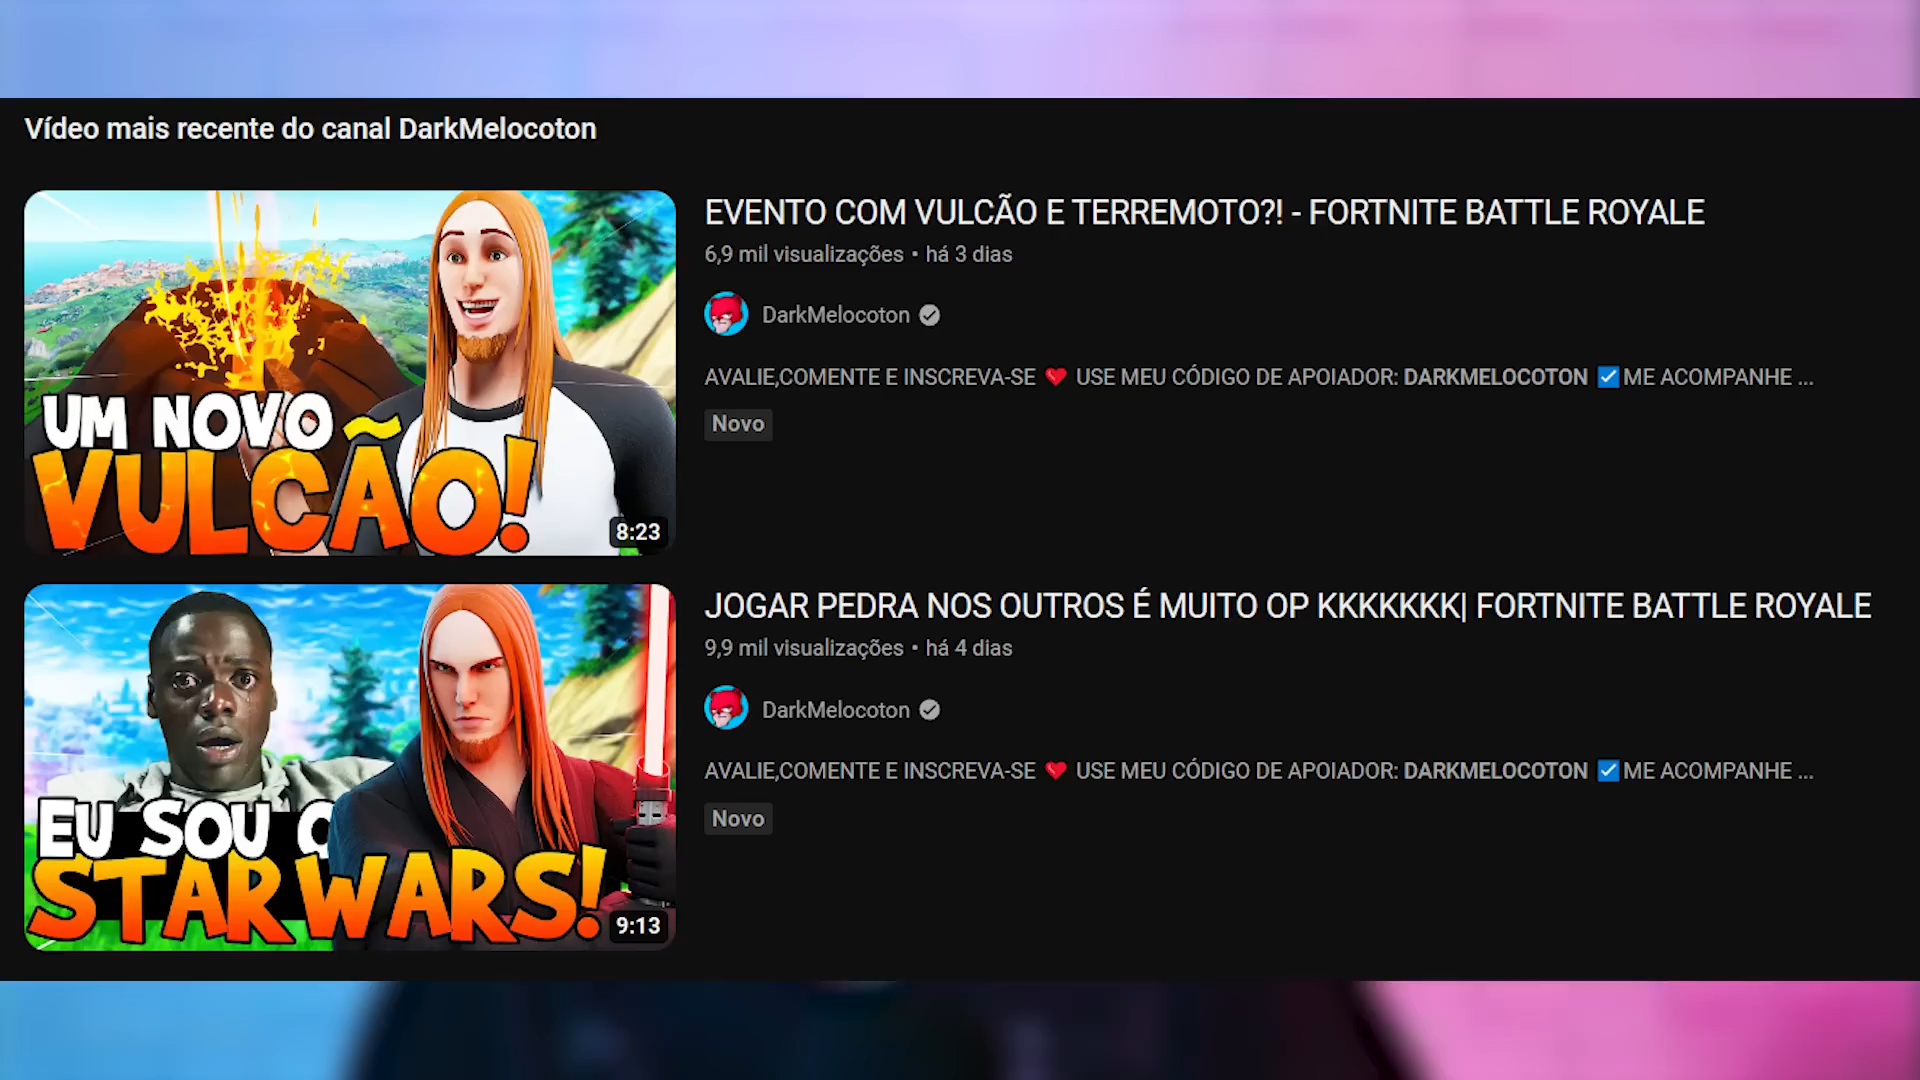 Vídeo mais recente do canal DarkMelocoton
EVENTO COM VULCÃO E TERREMOTO?! - FORTNITE BATTLE ROYALE
6,9 mil visualizações • há 3 dias
DarkMelocoton
AVALIE,COMENTE E INSCREVA-SE ❤️ USE MEU CÓDIGO DE APOIADOR: DARKMELOCOTON ☑️ME ACOMPANHE ...
Novo
UM NOVO
VULCÃO!
8:23
JOGAR PEDRA NOS OUTROS É MUITO OP KKKKKKK| FORTNITE BATTLE ROYALE
9,9 mil visualizações • há 4 dias
DarkMelocoton
AVALIE,COMENTE E INSCREVA-SE ❤️ USE MEU CÓDIGO DE APOIADOR: DARKMELOCOTON ☑️ME ACOMPANHE ...
Novo
EU SOU O
STAR WARS!
9:13